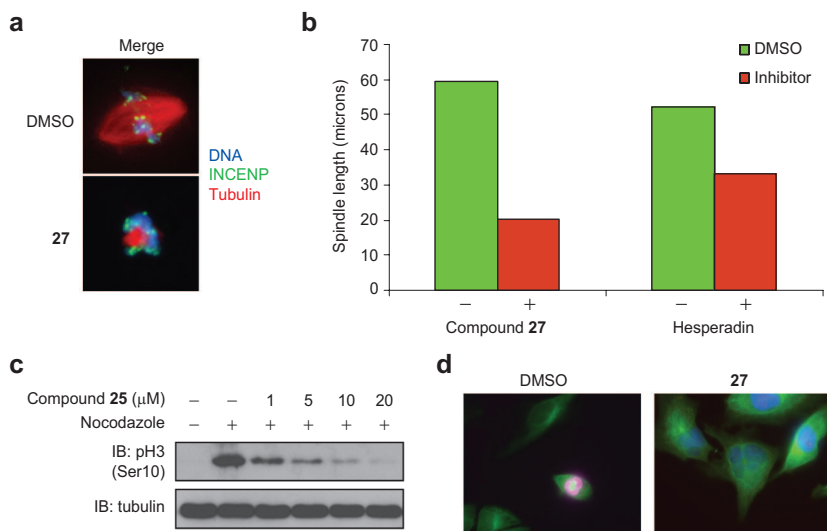 a
Merge
DMSO
27
DNA
INCENP
Tubulin
b
Spindle length (microns)
70
60
50
40
30
20
10
0
DMSO
Inhibitor
– + – +
Compound 27 Hesperadin
c
Compound 25 (μM) – – 1 5 10 20
Nocodazole – + + + + +
IB: pH3
(Ser10)
IB: tubulin
d
DMSO 27